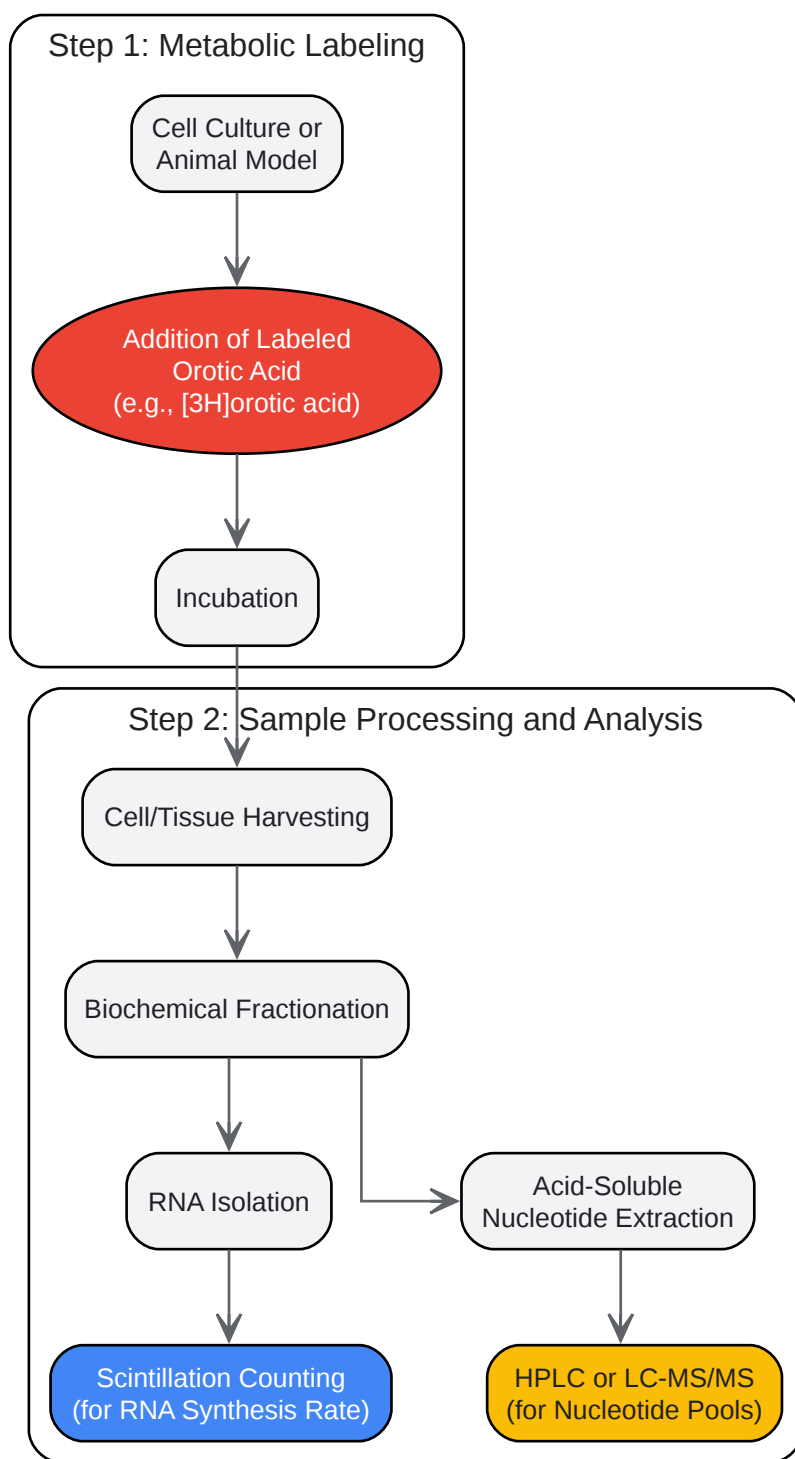 Step 1: Metabolic Labeling
Cell Culture or
Animal Model
Addition of Labeled
Orotic Acid
(e.g., [3H]orotic acid)
Incubation
Step 2: Sample Processing and Analysis
Cell/Tissue Harvesting
Biochemical Fractionation
RNA Isolation
Acid-Soluble
Nucleotide Extraction
Scintillation Counting
(for RNA Synthesis Rate)
HPLC or LC-MS/MS
(for Nucleotide Pools)